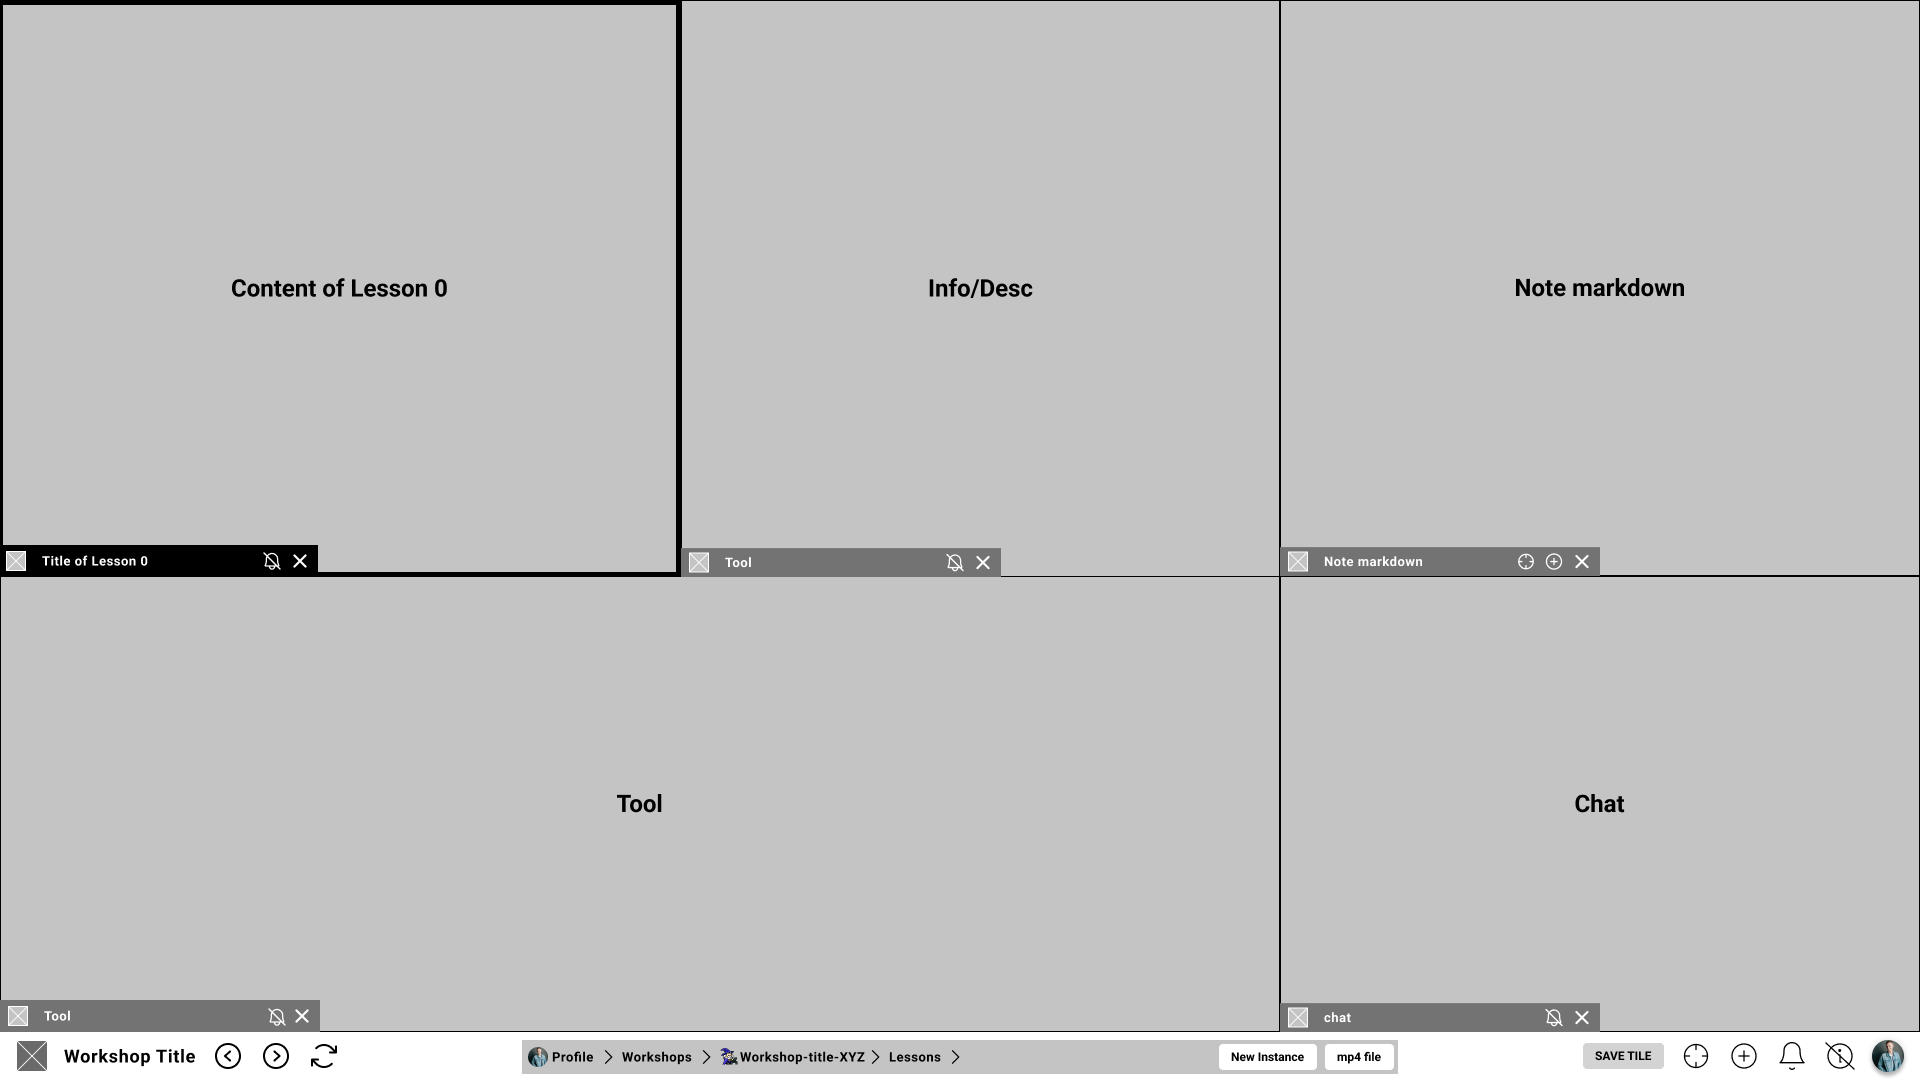 Content of Lesson 0
Info/Desc
Note markdown
Title of Lesson 0
Tool
Note markdown
Tool
Chat
Tool
chat
Workshop Title
Profile
Workshops
Workshop-title-XYZ
Lessons
New Instance
mp4 file
SAVE TILE